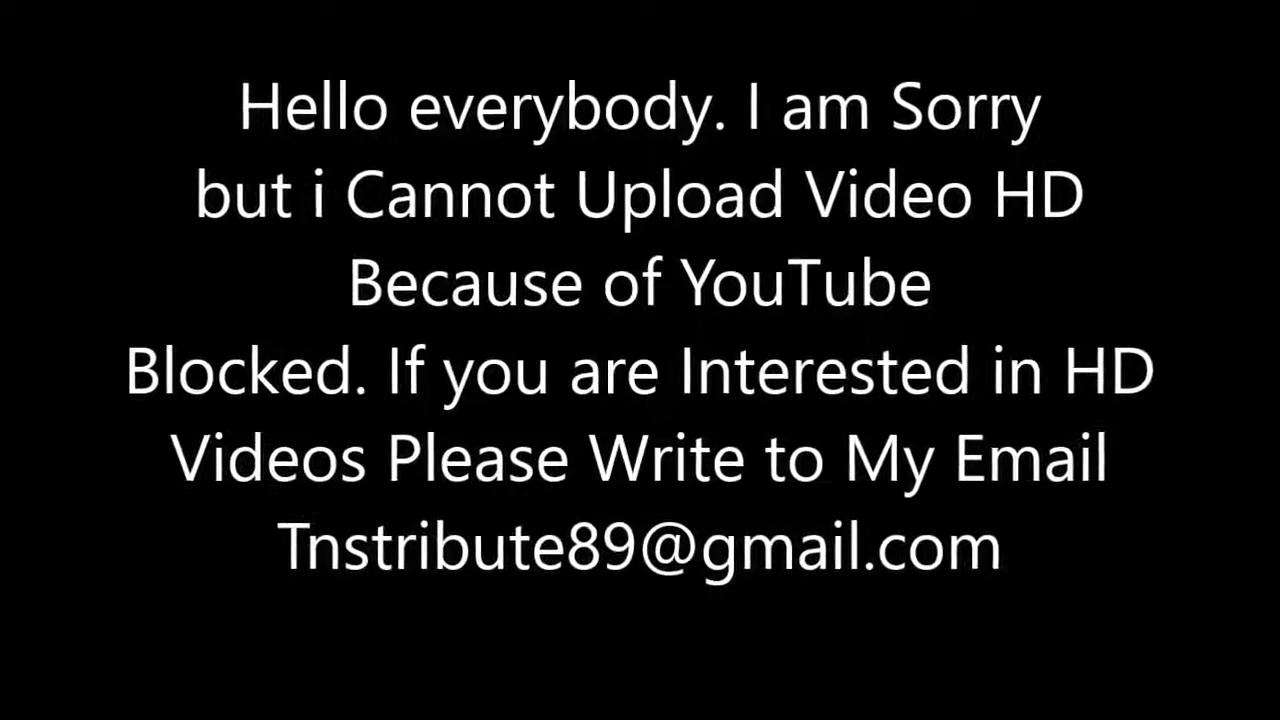 Hello everybody. I am Sorry
but i Cannot Upload Video HD
Because of YouTube
Blocked. If you are Interested in HD
Videos Please Write to My Email
Tnstribute89@gmail.com